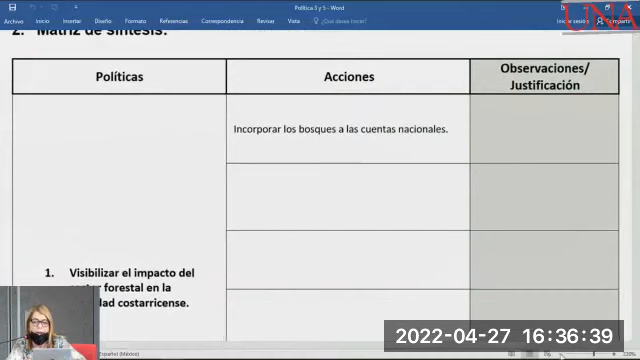 Política 3 y 5 - Word
UNA
Archivo Inicio Insertar Diseño Formato Referencias Correspondencia Revisar Vista ¿Qué desea hacer? Iniciar sesión Compartir
2. Matriz de síntesis:
Políticas
Acciones
Observaciones/
Justificación
Incorporar los bosques a las cuentas nacionales.
1. Visibilizar el impacto del
forestal en la
costarricense.
Español (México)
2022-04-27 16:36:39